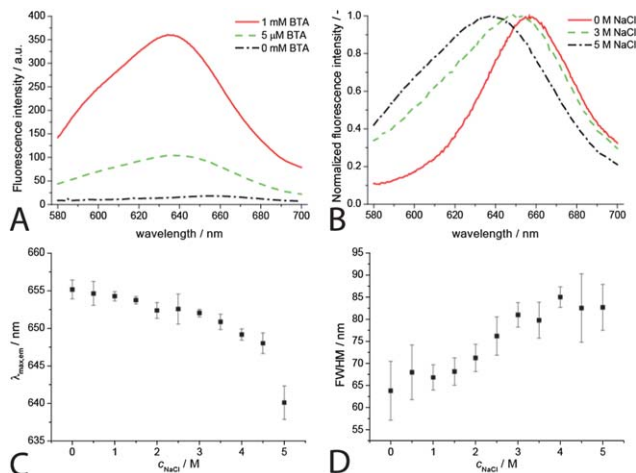 400
350
300
250
200
150
100
50
0
Fluorescence intensity / a.u.
1 mM BTA
5 µM BTA
0 mM BTA
580 600 620 640 660 680 700
wavelength / nm
A
1.0
0.8
0.6
0.4
0.2
0.0
Normalized fluorescence intensity / -
0 M NaCl
3 M NaCl
5 M NaCl
580 600 620 640 660 680 700
wavelength / nm
B
660
655
650
645
640
635
λmax,em / nm
0 1 2 3 4 5
cNaCl / M
C
95
90
85
80
75
70
65
60
55
FWHM / nm
0 1 2 3 4 5
cNaCl / M
D